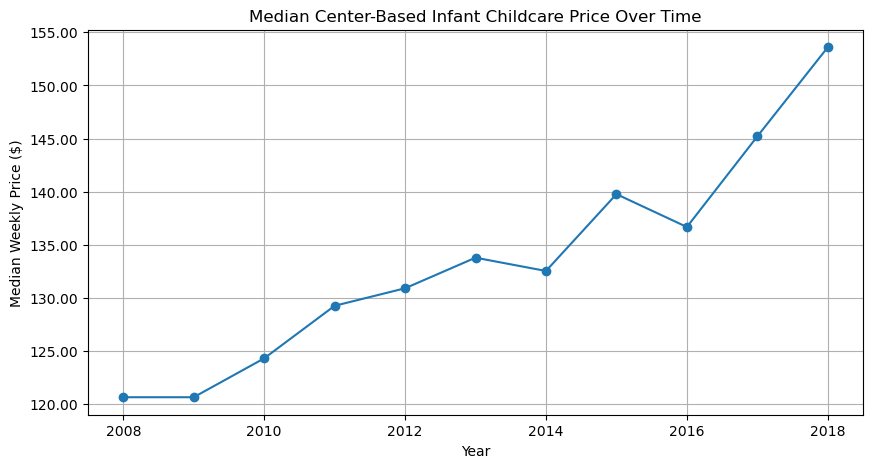 Median Center-Based Infant Childcare Price Over Time
Median Weekly Price ($)
155.00
150.00
145.00
140.00
135.00
130.00
125.00
120.00
2008 2010 2012 2014 2016 2018
Year